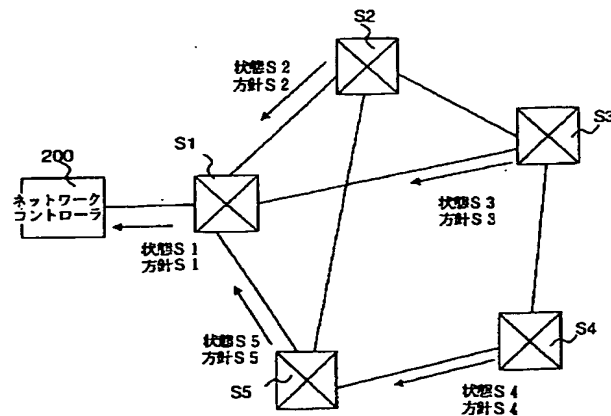 S2
状態S2
方針S2
S1
S3
200
ネットワーク
コントローラ
状態S3
方針S3
状態S1
方針S1
状態S5
方針S5
S4
S5
状態S4
方針S4